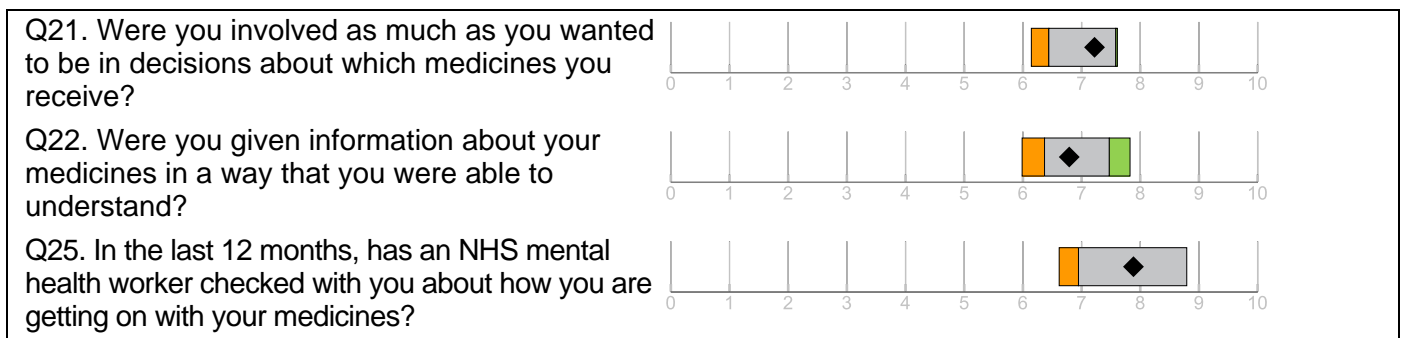 Q21. Were you involved as much as you wanted
to be in decisions about which medicines you
receive?
0 1 2 3 4 5 6 7 8 9 10
Q22. Were you given information about your
medicines in a way that you were able to
understand?
0 1 2 3 4 5 6 7 8 9 10
Q25. In the last 12 months, has an NHS mental
health worker checked with you about how you are
getting on with your medicines?
0 1 2 3 4 5 6 7 8 9 10